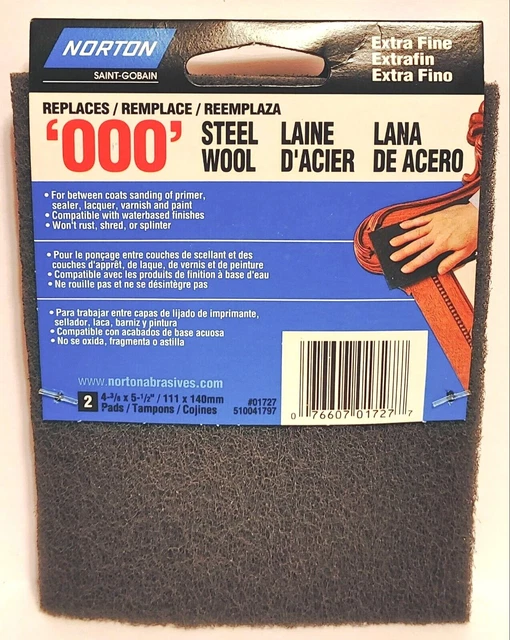 NORTON
SAINT-GOBAIN
Extra Fine
Extrafin
Extra Fino
REPLACES / REMPLACE / REEMPLAZA
'000' STEEL WOOL LAINE D'ACIER LANA DE ACERO
• For between coats sanding of primer,
sealer, lacquer, varnish and paint
• Compatible with waterbased finishes
• Won't rust, shred, or splinter
• Pour le ponçage entre couches de scellant et des
couches d'apprêt, de laque, de vernis et de peinture
• Compatible avec les produits de finition à base d'eau
• Ne rouille pas et ne se désintègre pas
• Para trabajar entre capas de lijado de imprimante,
sellador, laca, barniz y pintura
• Compatible con acabados de base acuosa
• No se oxida, fragmenta o astilla
www.nortonabrasives.com
2 4-3/8 x 5-1/2" / 111 x 140mm
Pads / Tampons / Cojines
#01727
510041797
0 76607 01727 7